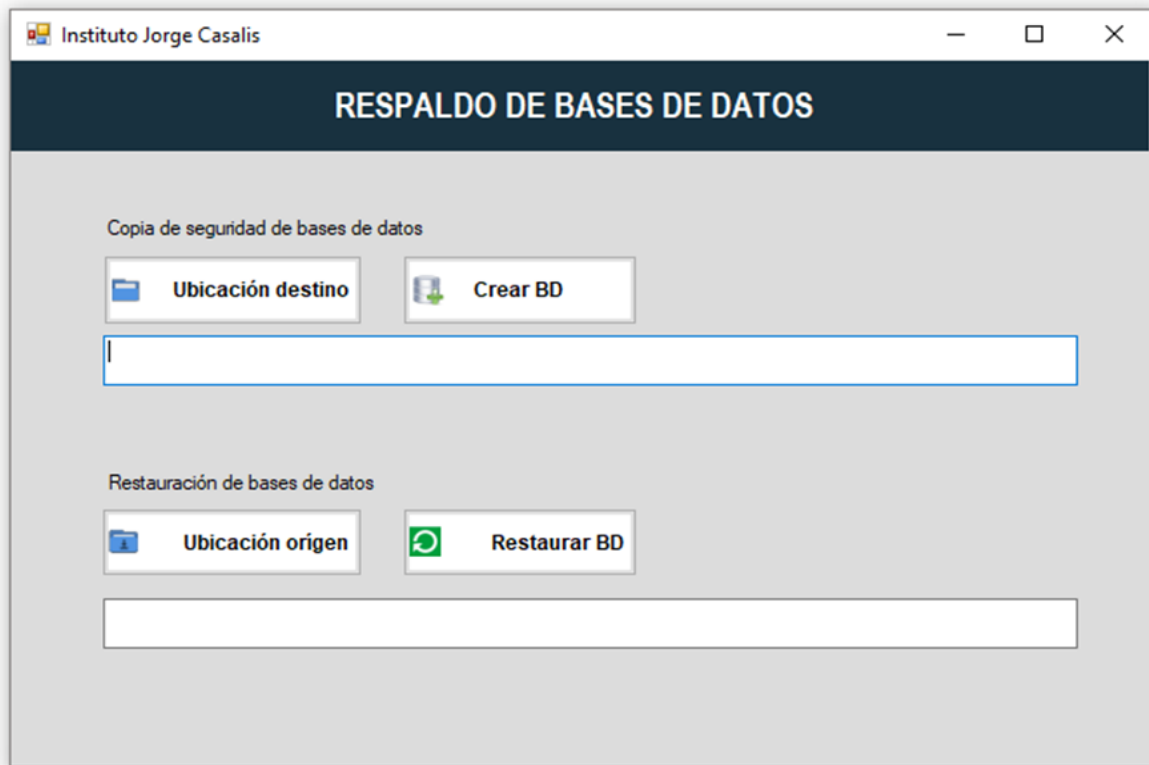 Instituto Jorge Casalis
RESPALDO DE BASES DE DATOS
Copia de seguridad de bases de datos
Ubicación destino
Crear BD
Restauración de bases de datos
Ubicación orígen
Restaurar BD